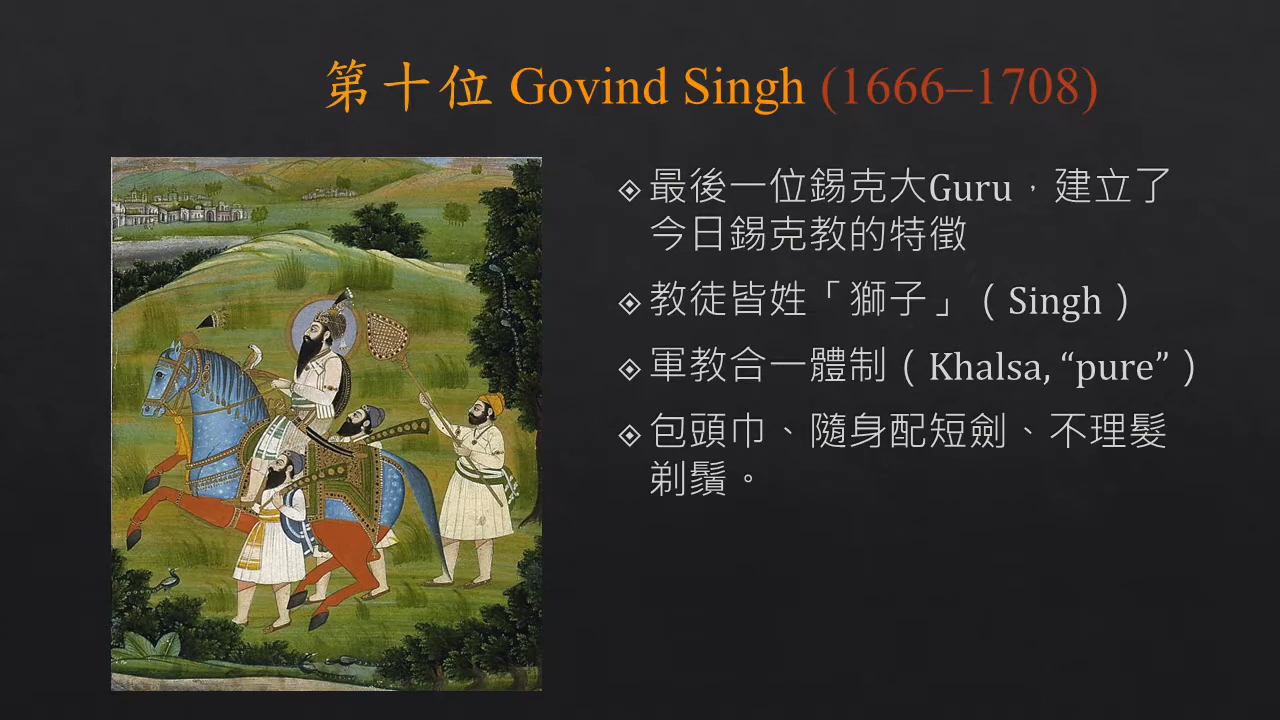 第十位 Govind Singh (1666–1708)
最後一位錫克大Guru，建立了
今日錫克教的特徵
教徒皆姓「獅子」（Singh）
軍教合一體制（Khalsa, “pure”）
包頭巾、隨身配短劍、不理髮
剃鬚。